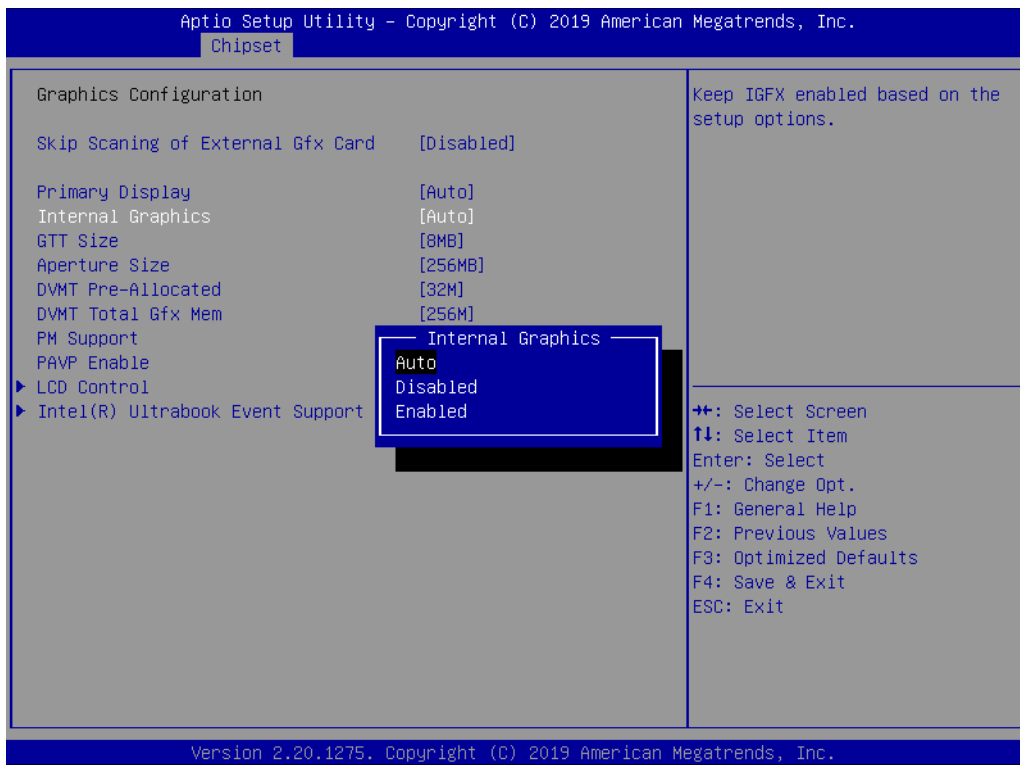 Aptio Setup Utility – Copyright (C) 2019 American Megatrends, Inc.
Chipset
Graphics Configuration
Skip Scaning of External Gfx Card [Disabled]
Primary Display [Auto]
Internal Graphics [Auto]
GTT Size [8MB]
Aperture Size [256MB]
DVMT Pre-Allocated [32M]
DVMT Total Gfx Mem [256M]
PM Support
PAVP Enable
LCD Control
Intel(R) Ultrabook Event Support
Internal Graphics
Auto
Disabled
Enabled
Keep IGFX enabled based on the
setup options.
→←: Select Screen
↑↓: Select Item
Enter: Select
+/-: Change Opt.
F1: General Help
F2: Previous Values
F3: Optimized Defaults
F4: Save & Exit
ESC: Exit
Version 2.20.1275. Copyright (C) 2019 American Megatrends, Inc.